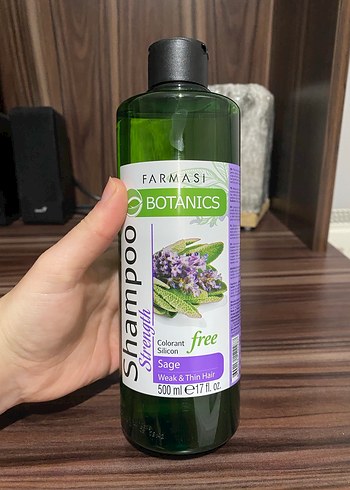 FARMASi
BOTANICS
Shampoo
Strength
Colorant
Silicon
free
Sage
Weak & Thin Hair
500 ml ℮ 17 fl. oz.